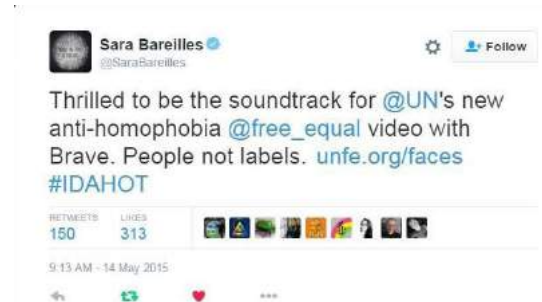 Sara Bareilles
@SaraBareilles
Follow
Thrilled to be the soundtrack for @UN's new
anti-homophobia @free_equal video with
Brave. People not labels. unfe.org/faces
#IDAHOT
RETWEETS LIKES
150 313
9:13 AM - 14 May 2015